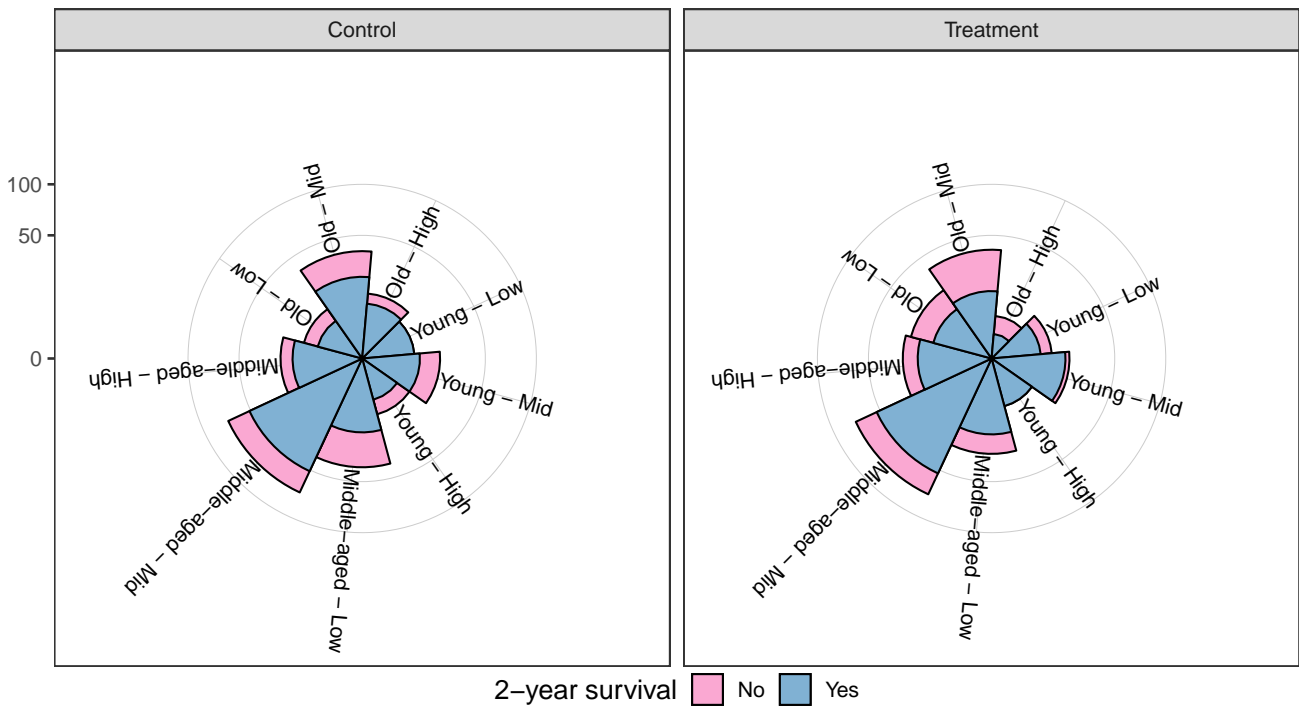 Control
Treatment
100
50
0
Old – Mid
Old – High
Old – Low
Young – Low
Middle–aged – High
Young – Mid
Middle–aged – Mid
Young – High
Middle–aged – Low
Old – Mid
Old – High
Old – Low
Young – Low
Middle–aged – High
Young – Mid
Middle–aged – Mid
Young – High
Middle–aged – Low
2−year survival No Yes